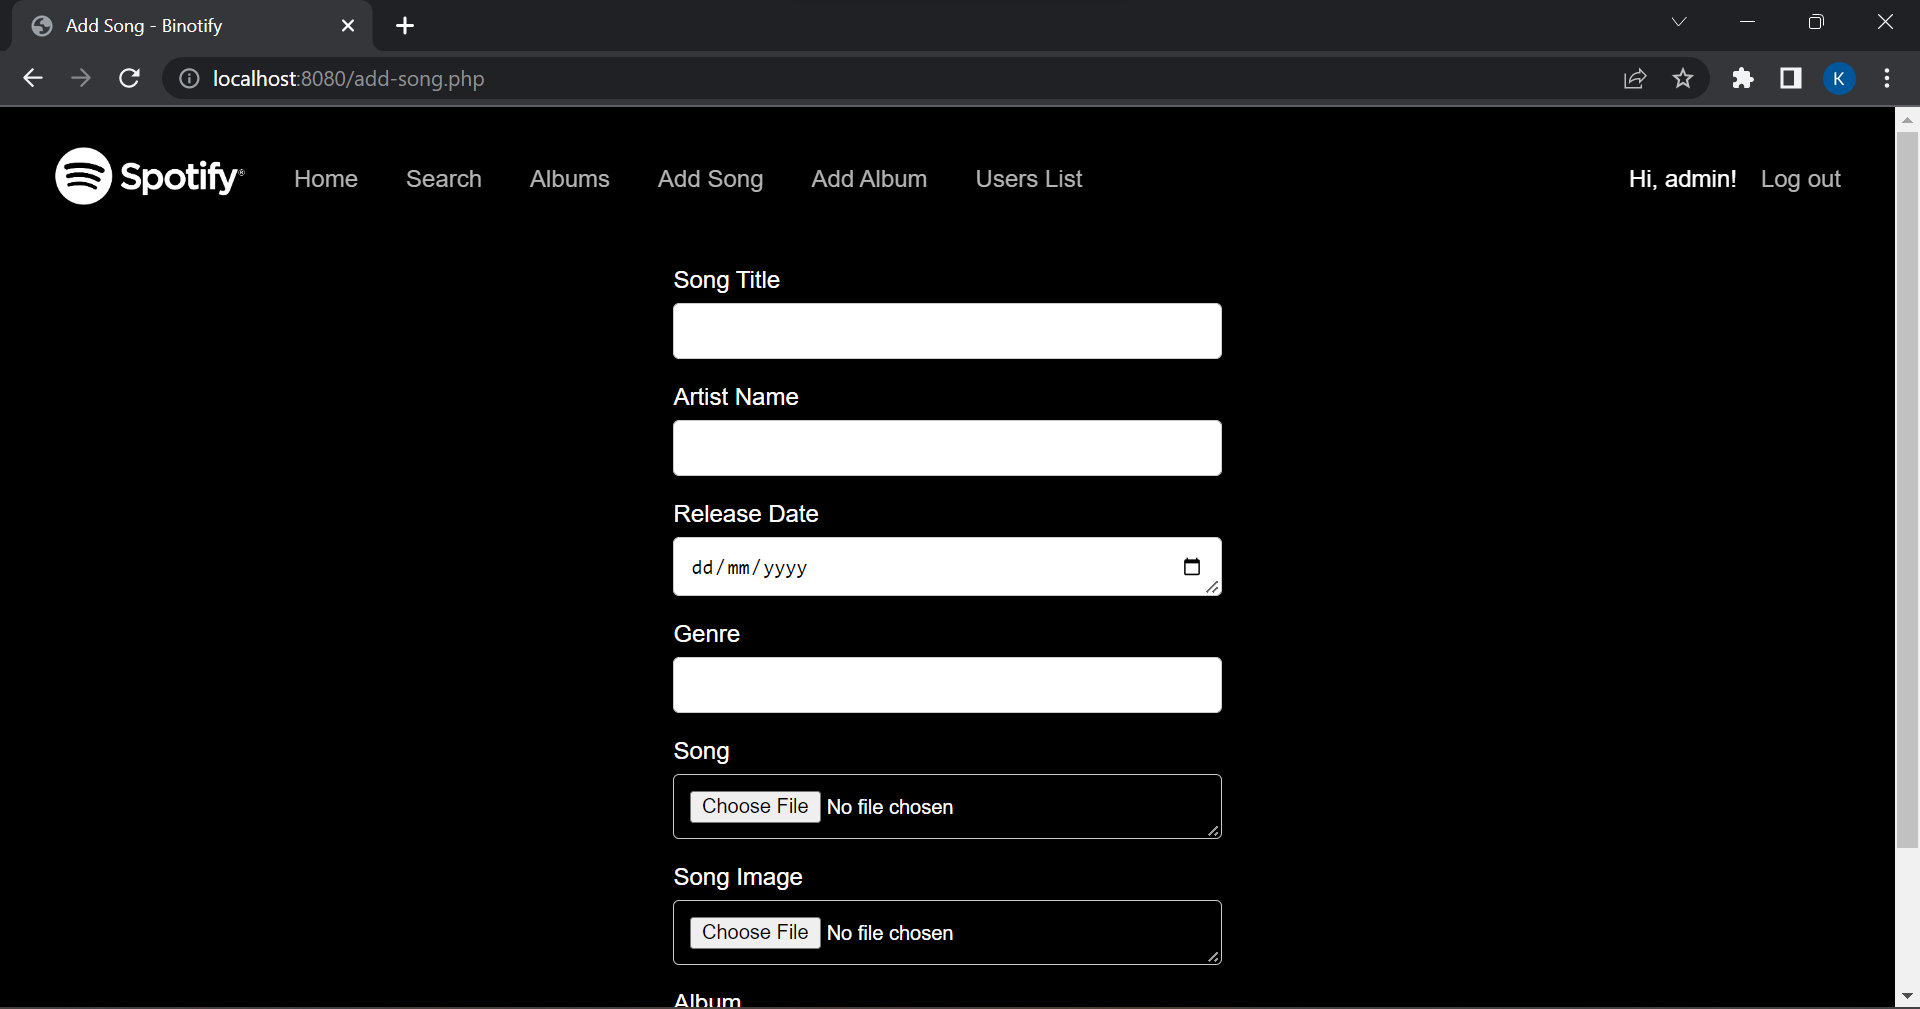 Add Song - Binotify
localhost:8080/add-song.php
K
Spotify®
Home Search Albums Add Song Add Album Users List Hi, admin! Log out
Song Title
Artist Name
Release Date
dd/mm/yyyy
Genre
Song
Choose File No file chosen
Song Image
Choose File No file chosen
Album